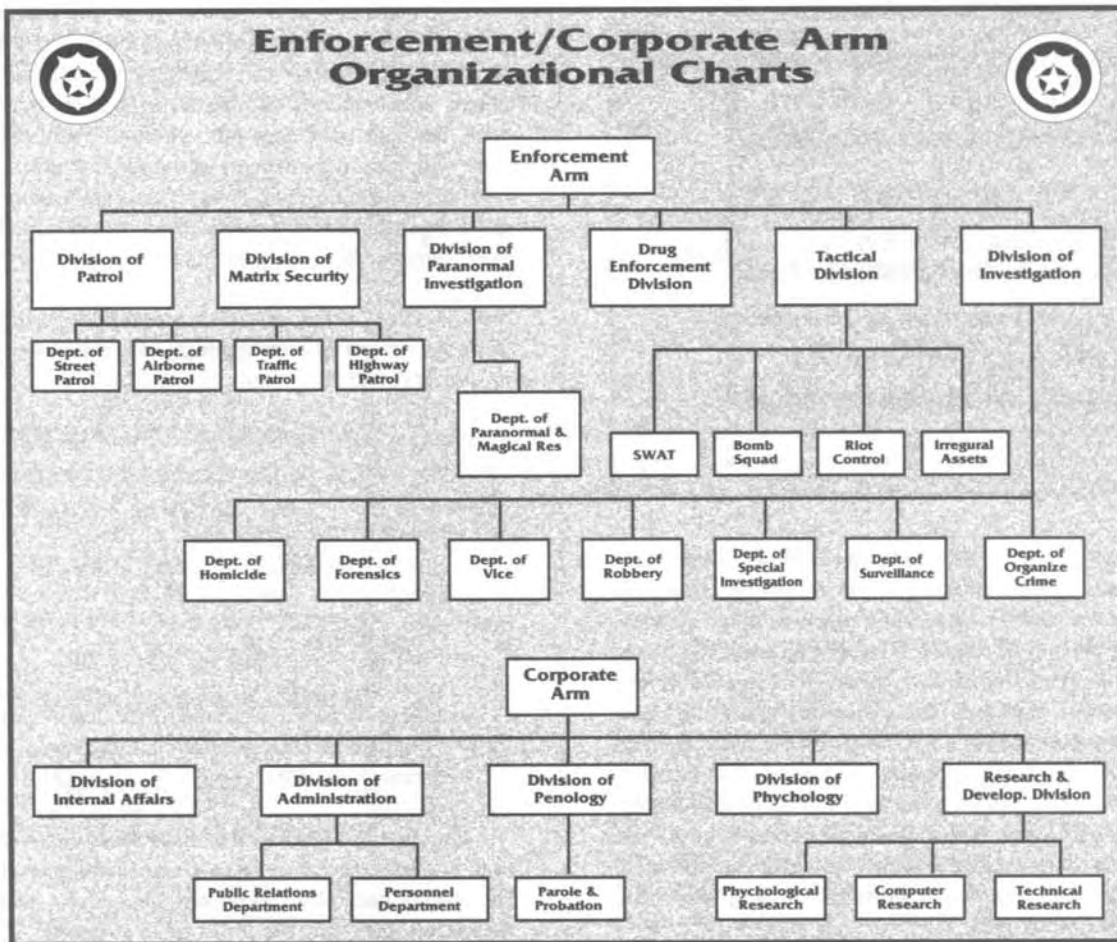 Enforcement/Corporate Arm
Organizational Charts
Enforcement
Arm
Division of
Patrol
Division of
Matrix Security
Division of
Paranormal
Investigation
Drug
Enforcement
Division
Tactical
Division
Division of
Investigation
Dept. of
Street
Patrol
Dept. of
Airborne
Patrol
Dept. of
Traffic
Patrol
Dept. of
Highway
Patrol
Dept. of
Paranormal &
Magical Res
SWAT
Bomb
Squad
Riot
Control
Irregural
Assets
Dept. of
Homicide
Dept. of
Forensics
Dept. of
Vice
Dept. of
Robbery
Dept. of
Special
Investigation
Dept. of
Surveillance
Dept. of
Organize
Crime
Corporate
Arm
Division of
Internal Affairs
Division of
Administration
Division of
Penology
Division of
Phychology
Research &
Develop. Division
Public Relations
Department
Personnel
Department
Parole &
Probation
Phychological
Research
Computer
Research
Technical
Research